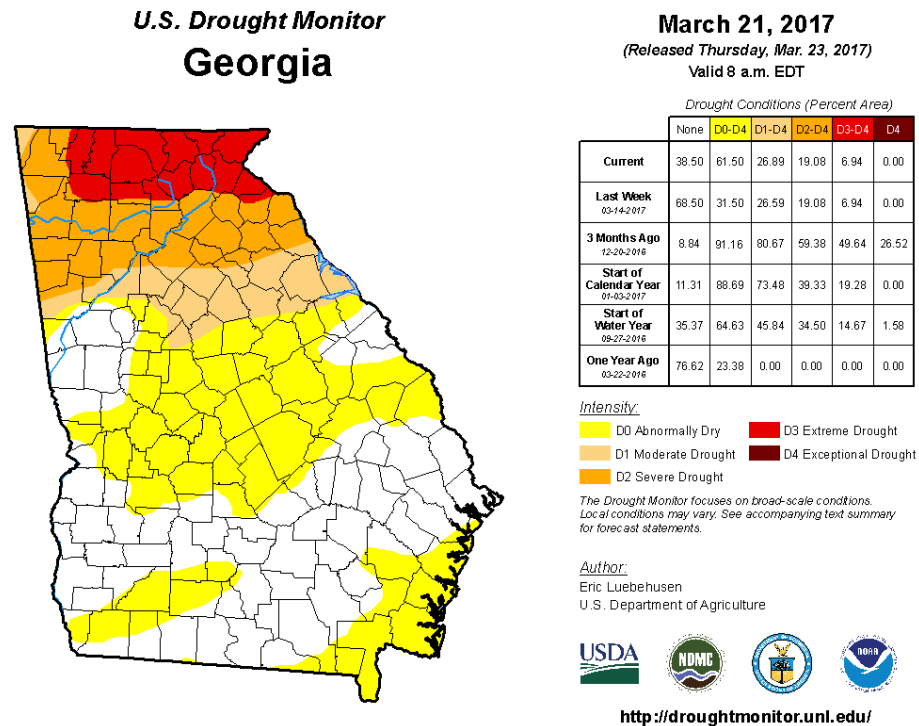 U.S. Drought Monitor
Georgia
March 21, 2017
(Released Thursday, Mar. 23, 2017)
Valid 8 a.m. EDT
Drought Conditions (Percent Area)
None D0-D4 D1-D4 D2-D4 D3-D4 D4
Current 38.50 61.50 26.89 19.08 6.94 0.00
Last Week
03-14-2017
68.50 31.50 26.59 19.08 6.94 0.00
3 Months Ago
12-20-2016
8.84 91.16 80.67 59.38 49.64 26.52
Start of
Calendar Year
01-03-2017
11.31 88.69 73.48 39.33 19.28 0.00
Start of
Water Year
09-27-2016
35.37 64.63 45.84 34.50 14.67 1.58
One Year Ago
03-22-2016
76.62 23.38 0.00 0.00 0.00 0.00
Intensity:
D0 Abnormally Dry
D1 Moderate Drought
D2 Severe Drought
D3 Extreme Drought
D4 Exceptional Drought
The Drought Monitor focuses on broad-scale conditions.
Local conditions may vary. See accompanying text summary
for forecast statements.
Author:
Eric Luebehusen
U.S. Department of Agriculture
USDA
NDMC
NOAA
http://droughtmonitor.unl.edu/